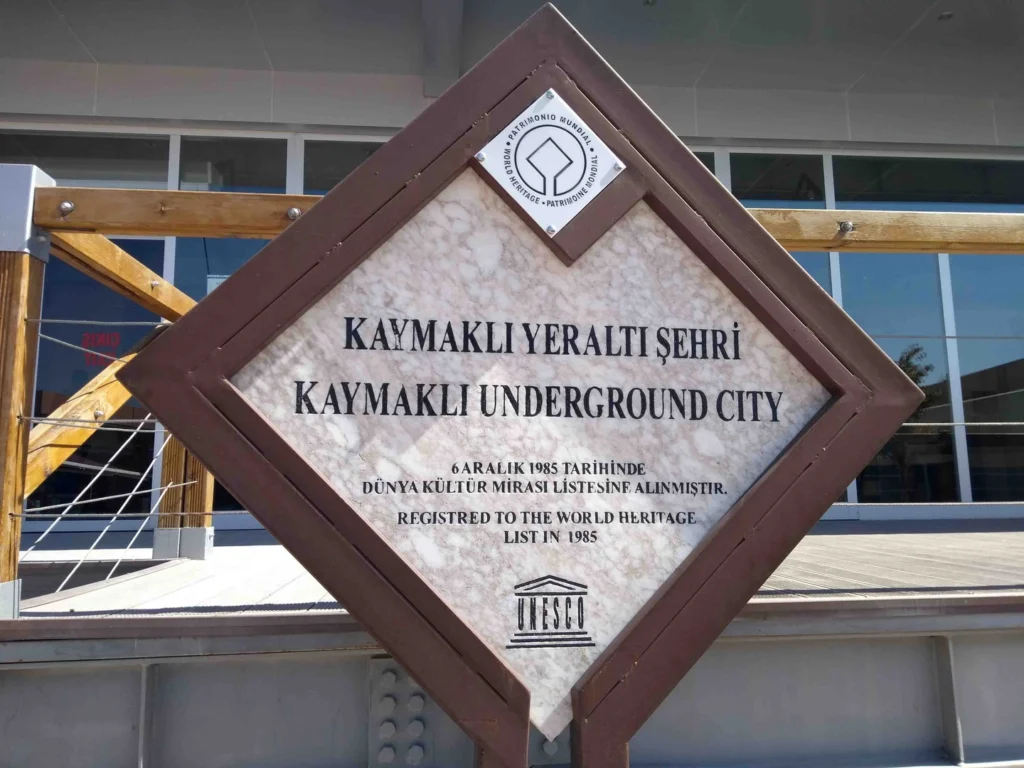 PATRIMONIO MUNDIAL • WORLD HERITAGE • PATRIMOINE MONDIAL •
KAYMAKLI YERALTI ŞEHRİ
KAYMAKLI UNDERGROUND CITY
6 ARALIK 1985 TARİHİNDE
DÜNYA KÜLTÜR MİRASI LİSTESİNE ALINMIŞTIR.
REGISTRED TO THE WORLD HERITAGE
LIST IN 1985
UNESCO